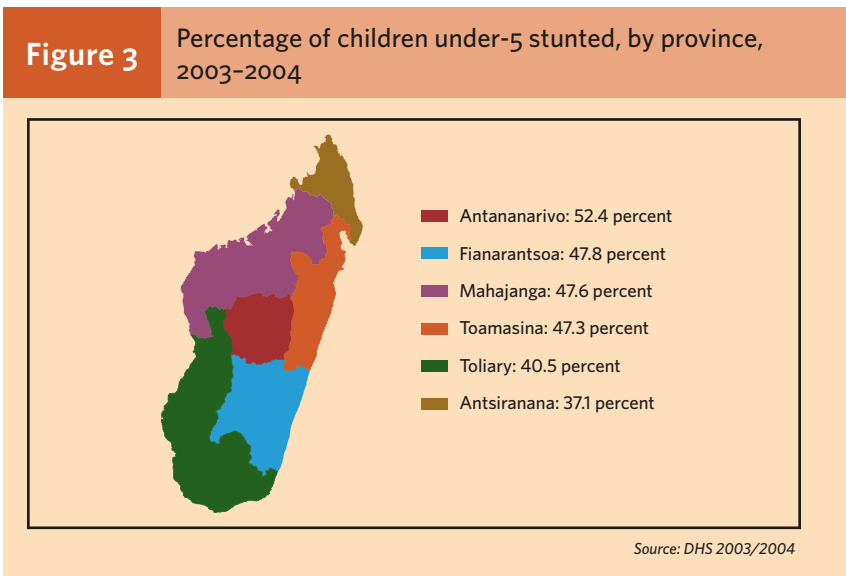 Figure 3
Percentage of children under-5 stunted, by province,
2003–2004
Antananarivo: 52.4 percent
Fianarantsoa: 47.8 percent
Mahajanga: 47.6 percent
Toamasina: 47.3 percent
Toliary: 40.5 percent
Antsiranana: 37.1 percent
Source: DHS 2003/2004